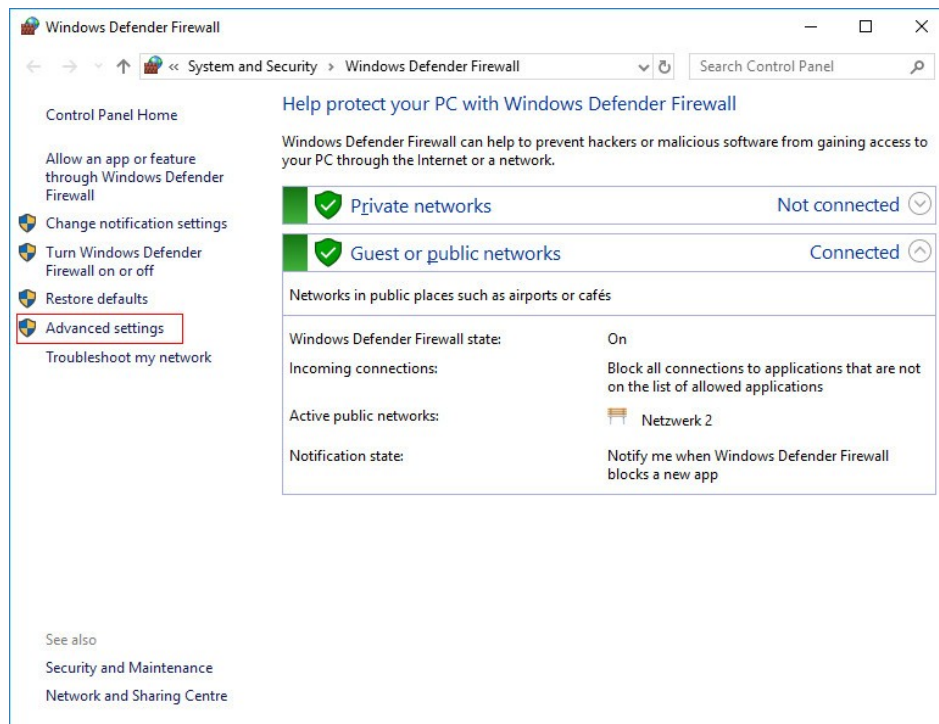 Windows Defender Firewall
« System and Security › Windows Defender Firewall
Search Control Panel
Control Panel Home
Allow an app or feature
through Windows Defender
Firewall
Change notification settings
Turn Windows Defender
Firewall on or off
Restore defaults
Advanced settings
Troubleshoot my network
Help protect your PC with Windows Defender Firewall
Windows Defender Firewall can help to prevent hackers or malicious software from gaining access to
your PC through the Internet or a network.
Private networks Not connected
Guest or public networks Connected
Networks in public places such as airports or cafés
Windows Defender Firewall state: On
Incoming connections: Block all connections to applications that are not
on the list of allowed applications
Active public networks: Netzwerk 2
Notification state: Notify me when Windows Defender Firewall
blocks a new app
See also
Security and Maintenance
Network and Sharing Centre